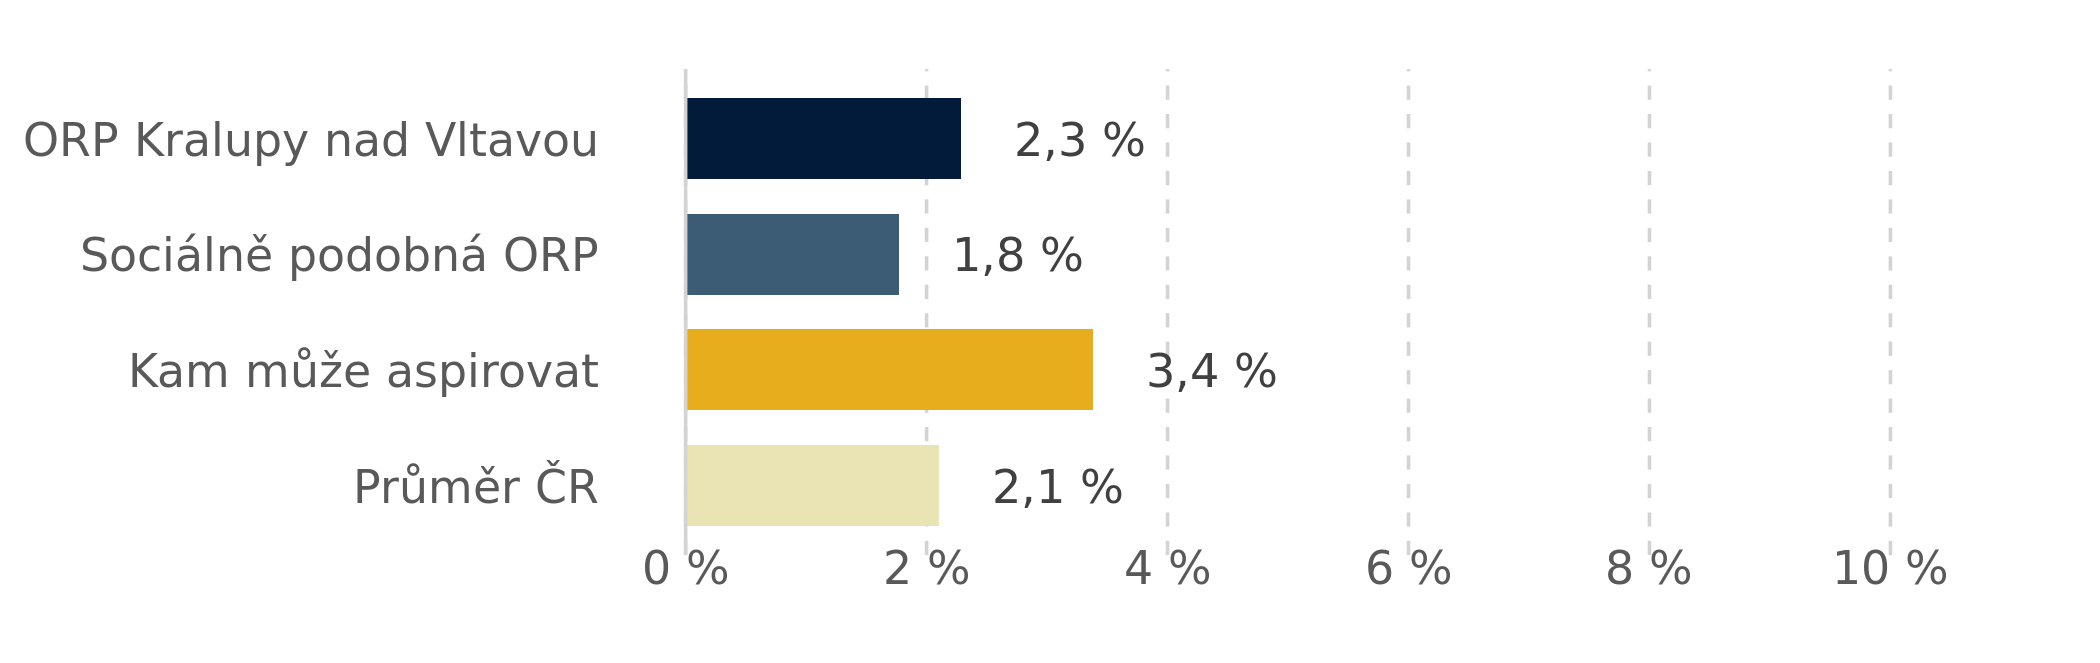 ORP Kralupy nad Vltavou 2,3 %
Sociálně podobná ORP 1,8 %
Kam může aspirovat 3,4 %
Průměr ČR 2,1 %
0 % 2 % 4 % 6 % 8 % 10 %